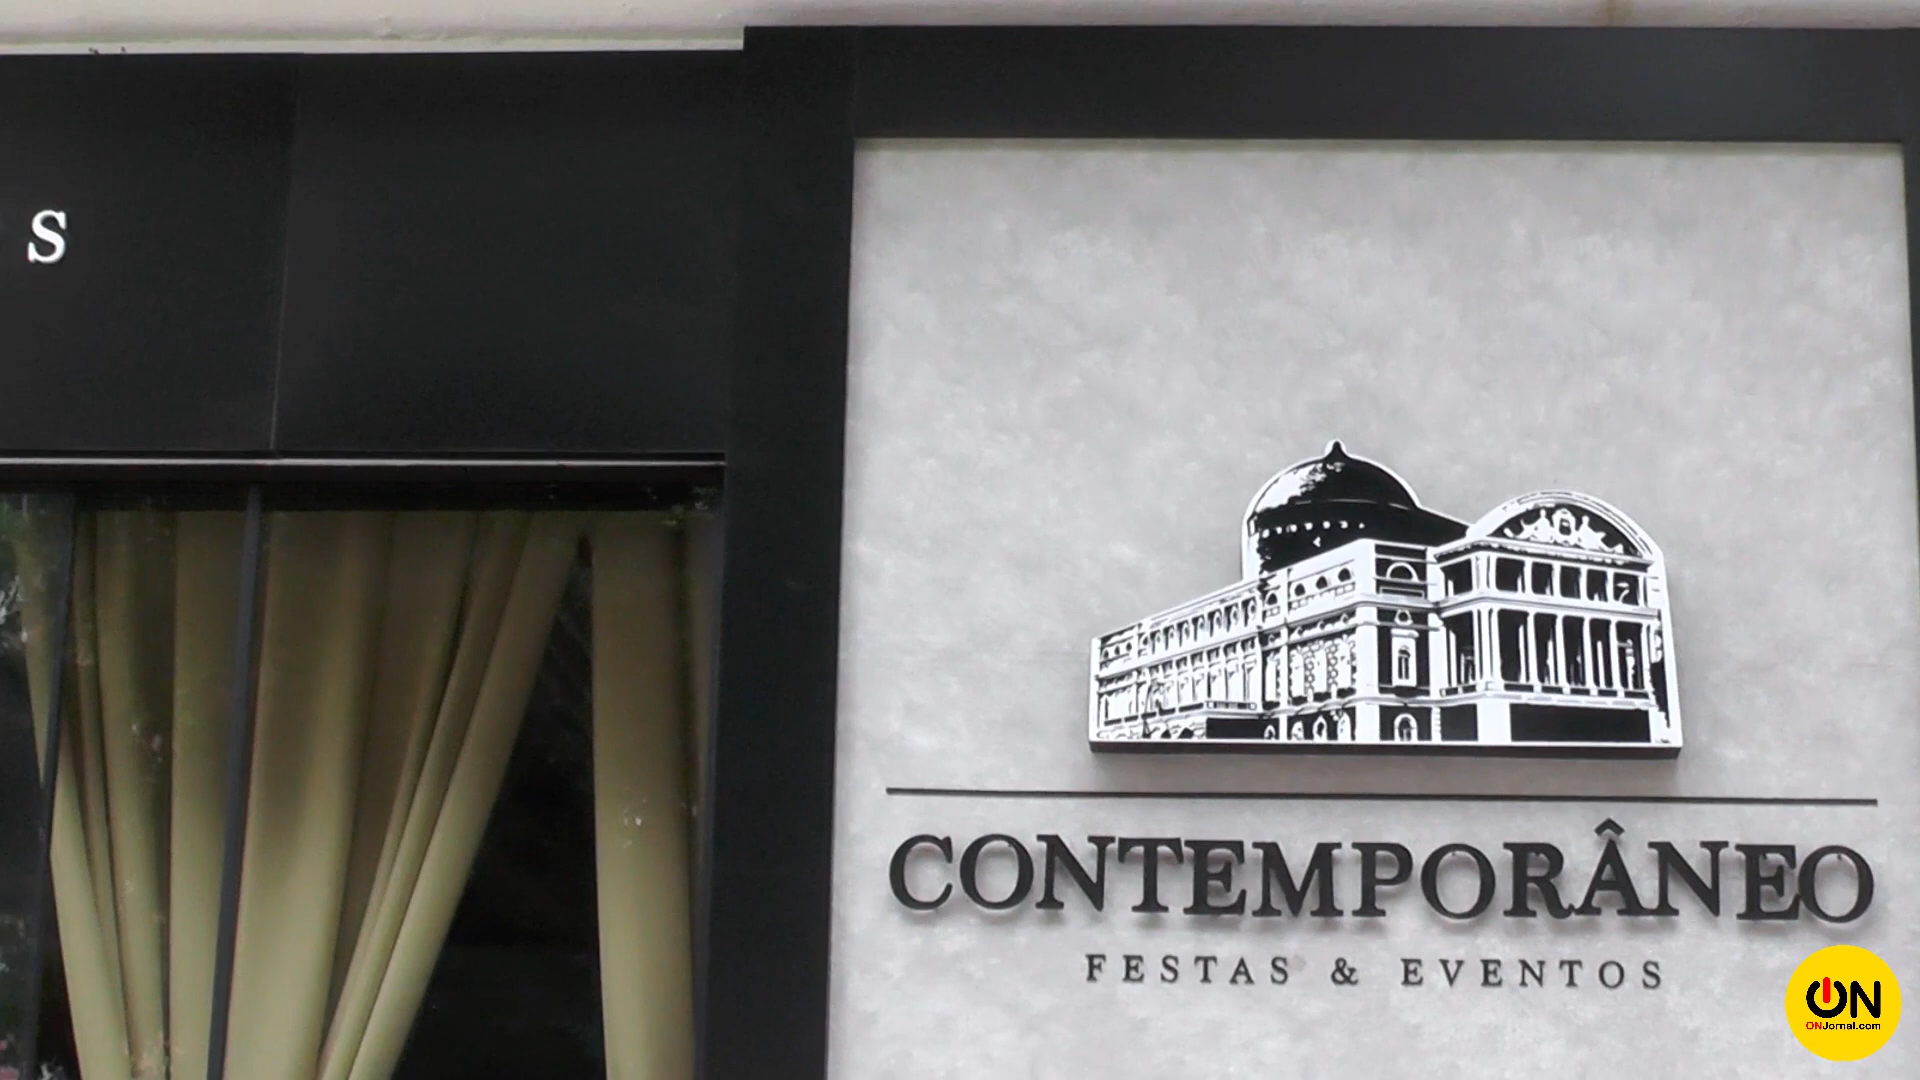 S
CONTEMPORÂNEO
FESTAS & EVENTOS
ON
ONJornal.com